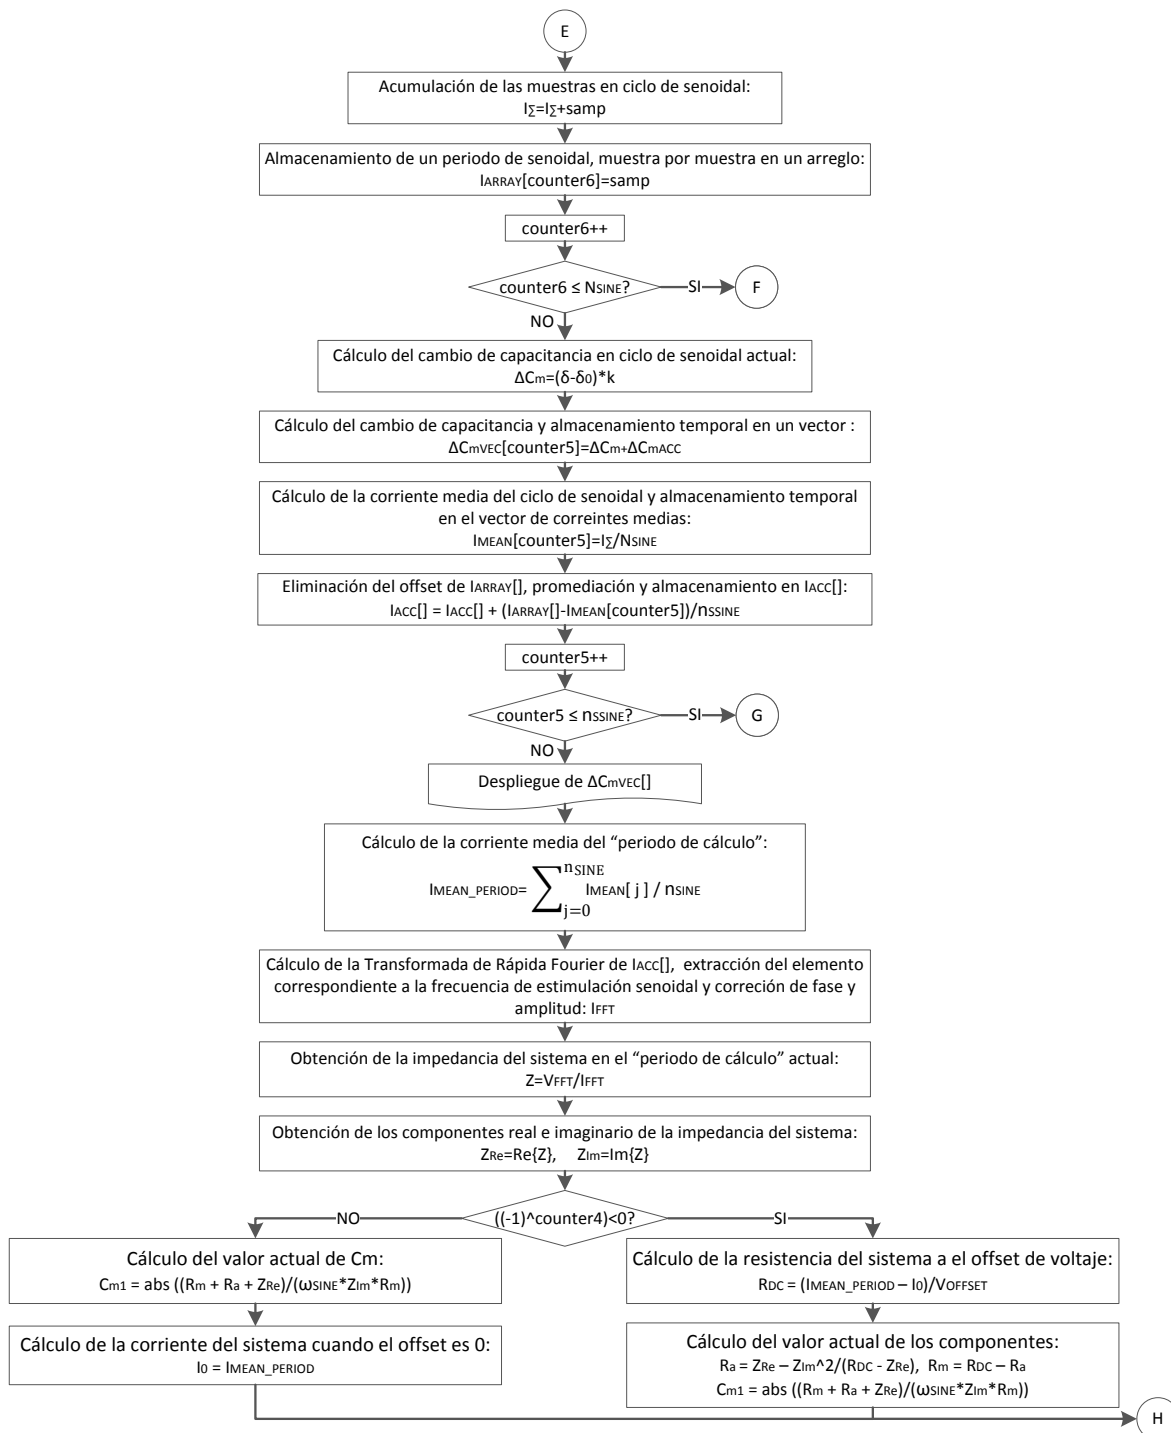 E
Acumulación de las muestras en ciclo de senoidal:
I∑=I∑+samp
Almacenamiento de un periodo de senoidal, muestra por muestra en un arreglo:
IARRAY[counter6]=samp
counter6++
counter6 ≤ NSINE?
SI
F
NO
Cálculo del cambio de capacitancia en ciclo de senoidal actual:
ΔCm=(δ-δ0)*k
Cálculo del cambio de capacitancia y almacenamiento temporal en un vector :
ΔCmVEC[counter5]=ΔCm+ΔCmACC
Cálculo de la corriente media del ciclo de senoidal y almacenamiento temporal
en el vector de correintes medias:
IMEAN[counter5]=I∑/NSINE
Eliminación del offset de IARRAY[], promediación y almacenamiento en IACC[]:
IACC[] = IACC[] + (IARRAY[]-IMEAN[counter5])/nSSINE
counter5++
counter5 ≤ nSSINE?
SI
G
NO
Despliegue de ΔCmVEC[]
Cálculo de la corriente media del “periodo de cálculo”:
IMEAN_PERIOD= ∑ j=0 nSINE IMEAN[ j ] / nSINE
Cálculo de la Transformada de Rápida Fourier de IACC[], extracción del elemento
correspondiente a la frecuencia de estimulación senoidal y correción de fase y
amplitud: IFFT
Obtención de la impedancia del sistema en el “periodo de cálculo” actual:
Z=VFFT/IFFT
Obtención de los componentes real e imaginario de la impedancia del sistema:
ZRe=Re{Z}, ZIm=Im{Z}
((-1)^counter4)<0?
NO
SI
Cálculo del valor actual de Cm:
Cm1 = abs ((Rm + Ra + ZRe)/(ωSINE*ZIm*Rm))
Cálculo de la corriente del sistema cuando el offset es 0:
I0 = IMEAN_PERIOD
Cálculo de la resistencia del sistema a el offset de voltaje:
RDC = (IMEAN_PERIOD – I0)/VOFFSET
Cálculo del valor actual de los componentes:
Ra = ZRe – ZIm^2/(RDC - ZRe), Rm = RDC – Ra
Cm1 = abs ((Rm + Ra + ZRe)/(ωSINE*ZIm*Rm))
H